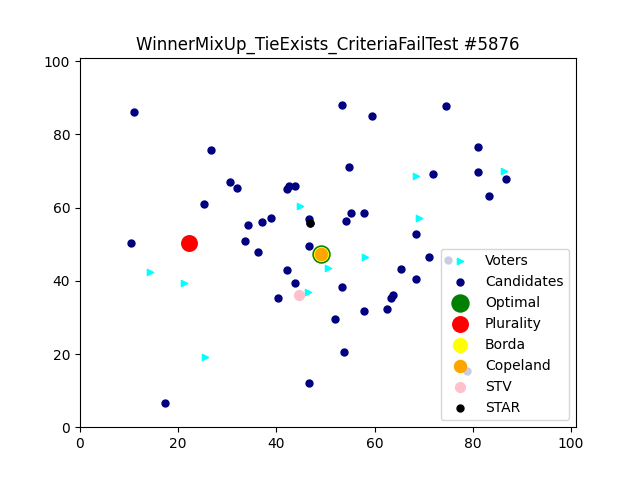 WinnerMixUp_TieExists_CriteriaFailTest #5876
100
80
60
40
20
0
0 20 40 60 80 100
Voters
Candidates
Optimal
Plurality
Borda
Copeland
STV
STAR